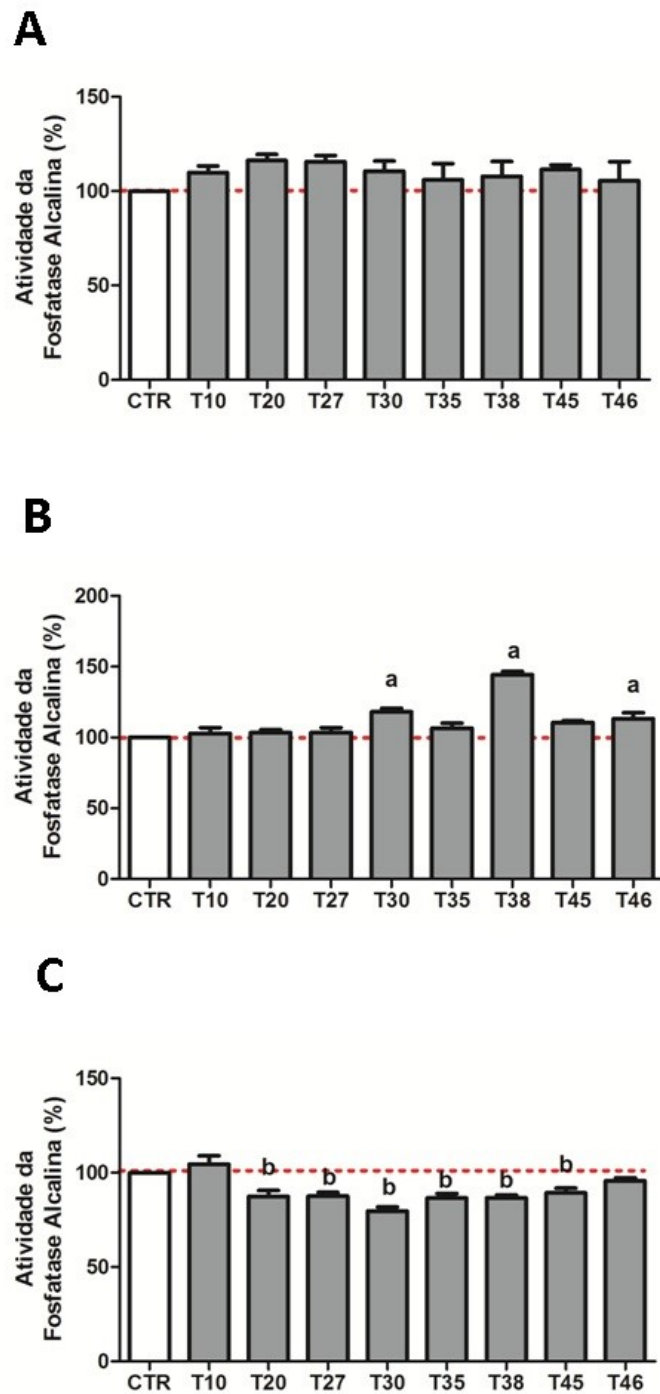 A
Atividade da
Fosfatase Alcalina (%)
150
100
50
0
CTR T10 T20 T27 T30 T35 T38 T45 T46
B
Atividade da
Fosfatase Alcalina (%)
200
150
100
50
0
a a a
CTR T10 T20 T27 T30 T35 T38 T45 T46
C
Atividade da
Fosfatase Alcalina (%)
150
100
50
0
b b b b b b
CTR T10 T20 T27 T30 T35 T38 T45 T46